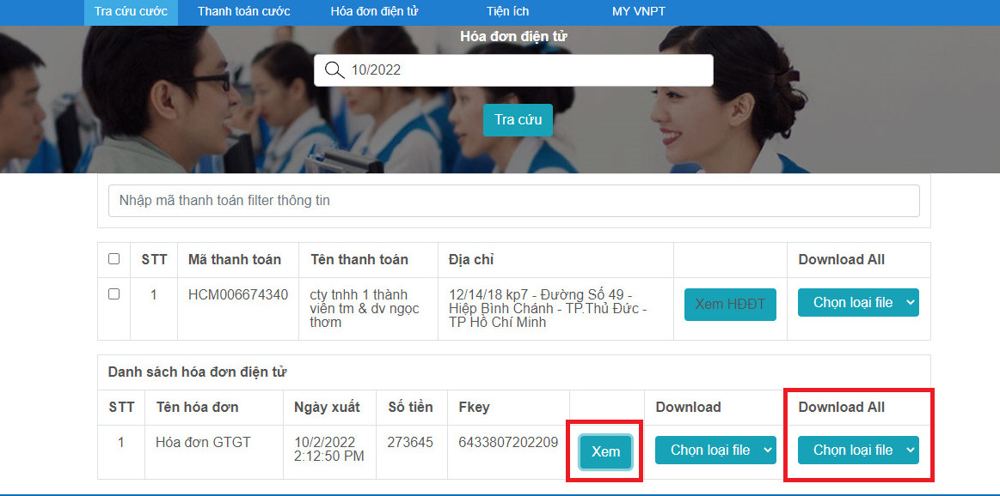 Tra cứu cước Thanh toán cước Hóa đơn điện tử Tiện ích MY VNPT
Hóa đơn điện tử
10/2022
Tra cứu
Nhập mã thanh toán filter thông tin
STT Mã thanh toán Tên thanh toán Địa chỉ Download All
1 HCM006674340 cty tnhh 1 thành 12/14/18 kp7 - Đường Số 49 - Xem HĐĐT Chọn loại file
viên tm & dv ngọc Hiệp Bình Chánh - TP.Thủ Đức -
thơm TP Hồ Chí Minh
Danh sách hóa đơn điện tử
STT Tên hóa đơn Ngày xuất Số tiền Fkey Download Download All
1 Hóa đơn GTGT 10/2/2022 273645 6433807202209 Xem Chọn loại file Chọn loại file
2:12:50 PM